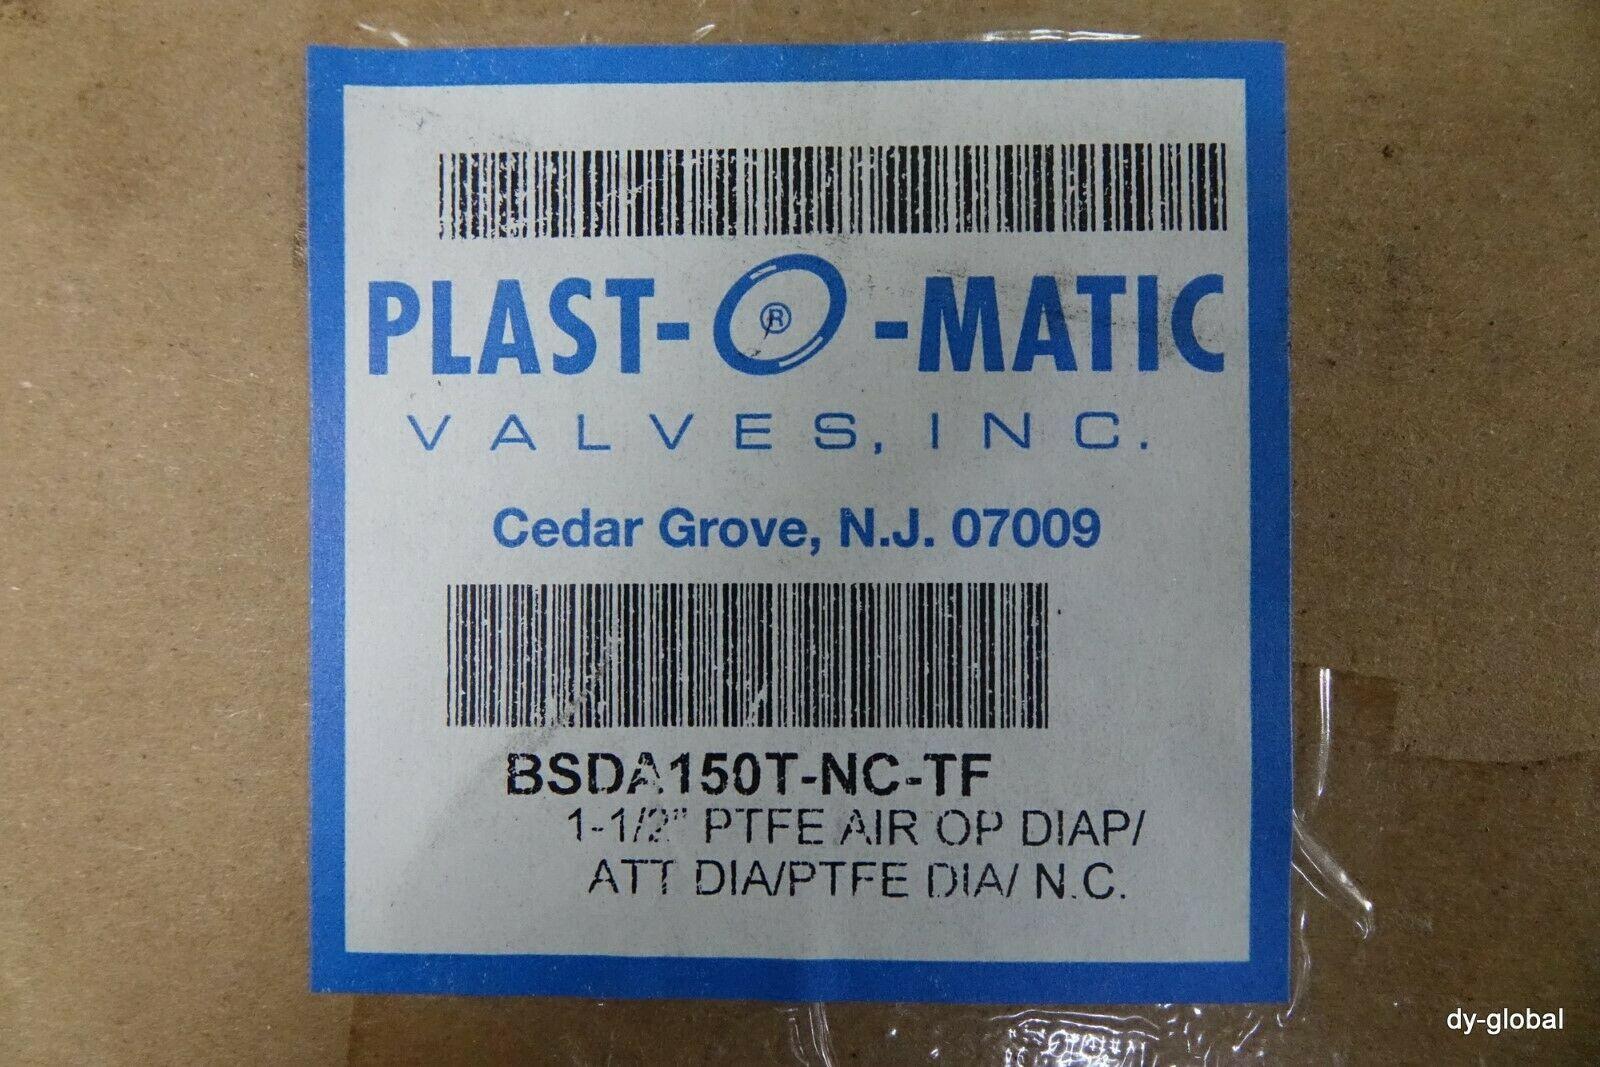 PLAST-O-MATIC
®
VALVES, INC.
Cedar Grove, N.J. 07009
BSDA150T-NC-TF
1-1/2" PTFE AIR OP DIAP/
ATT DIA/PTFE DIA/ N.C.
dy-global